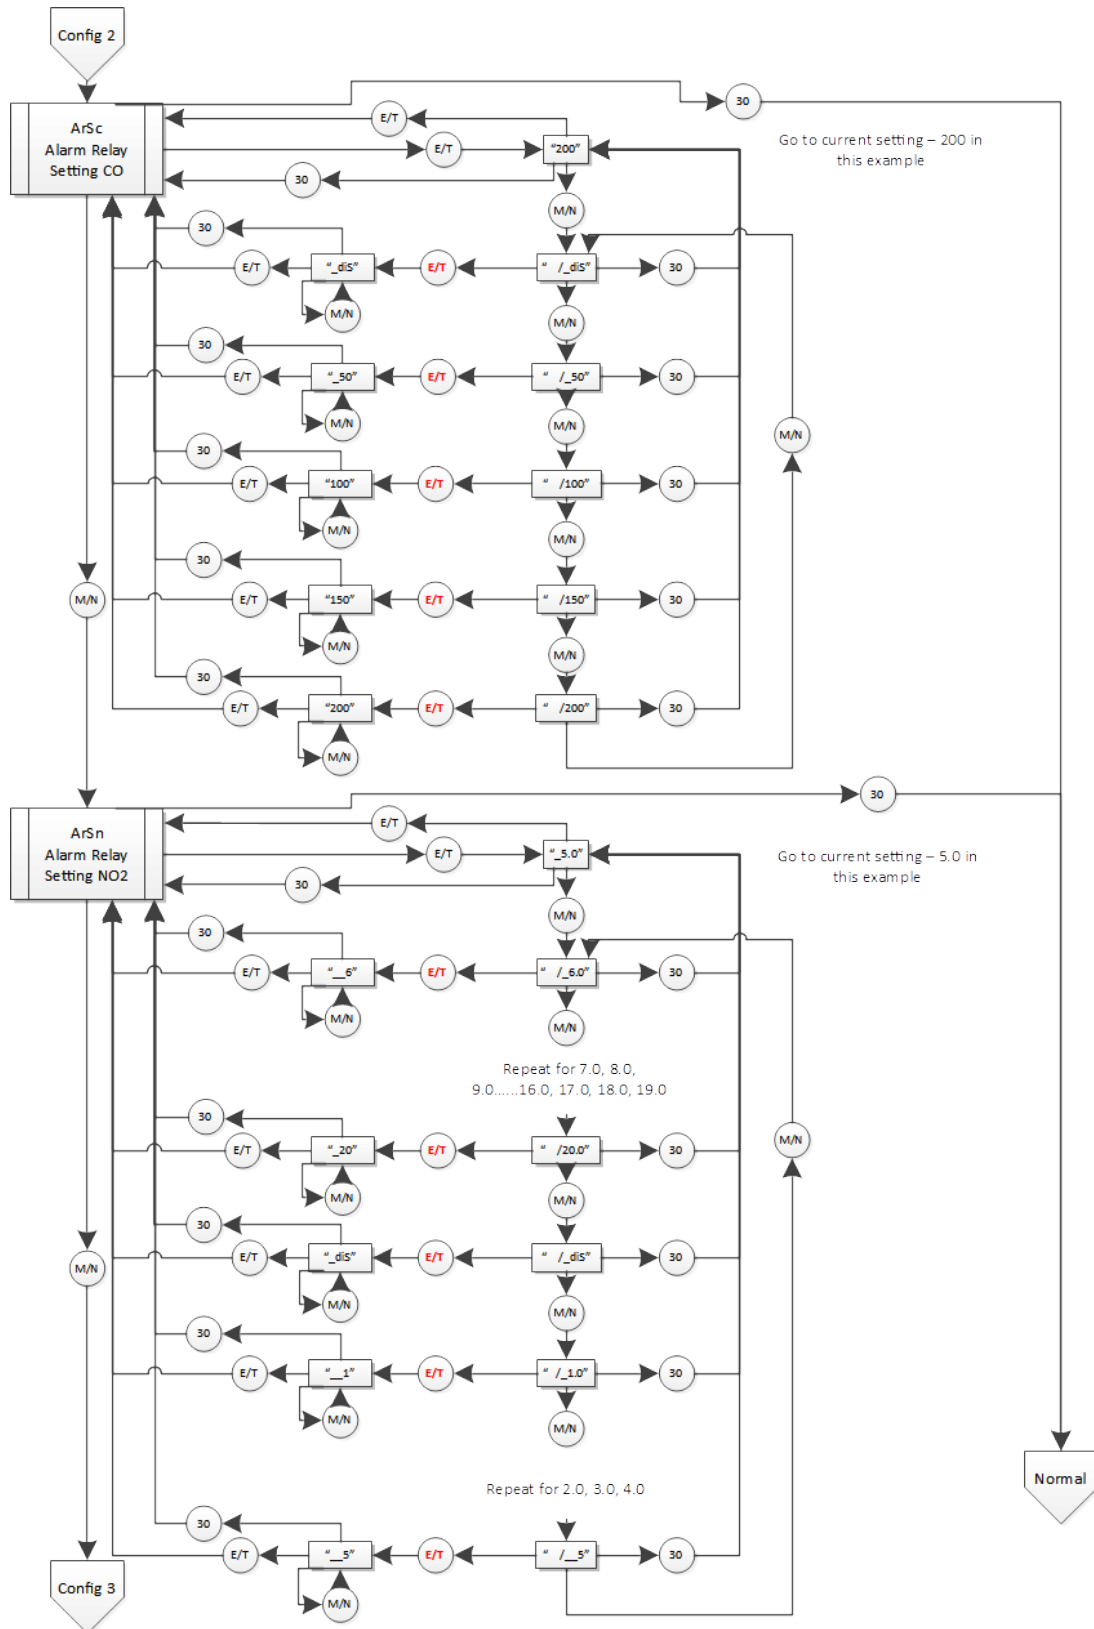 Config 2
30
ArSc
Alarm Relay
Setting CO
E/T
E/T
"200"
Go to current setting – 200 in
this example
30
M/N
30
E/T
"_diS"
E/T
" /_diS"
30
M/N
M/N
30
E/T
"_50"
E/T
" /_50"
30
M/N
M/N
M/N
30
E/T
"100"
E/T
" /100"
30
M/N
M/N
30
M/N
E/T
"150"
E/T
" /150"
30
M/N
M/N
30
E/T
"200"
E/T
" /200"
30
M/N
30
ArSn
Alarm Relay
Setting NO2
E/T
E/T
"_5.0"
Go to current setting – 5.0 in
this example
30
M/N
30
E/T
"__6"
E/T
" /_6.0"
30
M/N
M/N
Repeat for 7.0, 8.0,
9.0......16.0, 17.0, 18.0, 19.0
30
M/N
E/T
"_20"
E/T
" /20.0"
30
M/N
M/N
30
E/T
"_diS"
E/T
" /_diS"
30
M/N
M/N
M/N
30
E/T
"__1"
E/T
" /_1.0"
30
M/N
M/N
Normal
Repeat for 2.0, 3.0, 4.0
30
E/T
"__5"
E/T
" /__5"
30
Config 3
M/N